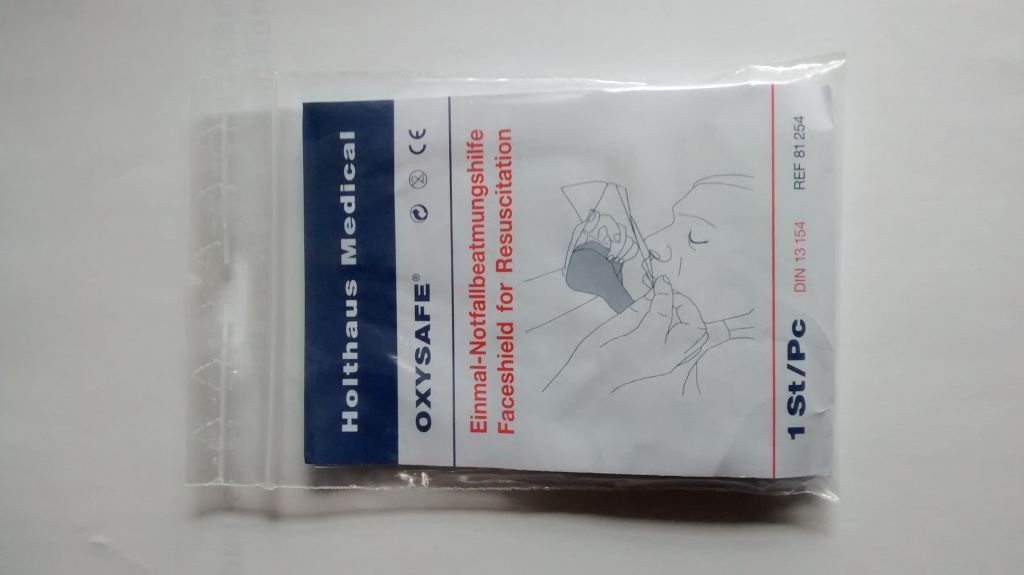 Holthaus Medical
OXYSAFE® CE
Einmal-Notfallbeatmungshilfe
Faceshield for Resuscitation
1 St/Pc DIN 13 154 REF 81 254